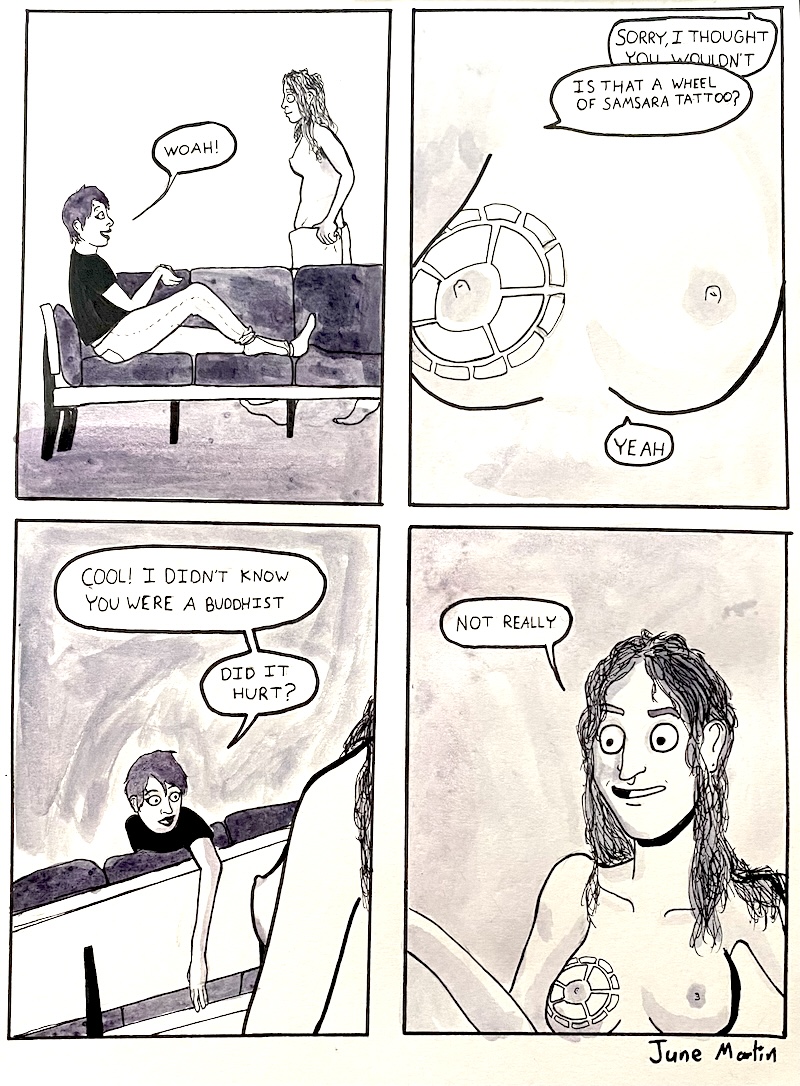 WOAH!
SORRY, I THOUGHT
YOU WOULDN'T
IS THAT A WHEEL
OF SAMSARA TATTOO?
YEAH
COOL! I DIDN'T KNOW
YOU WERE A BUDDHIST
DID IT
HURT?
NOT REALLY
June Martin